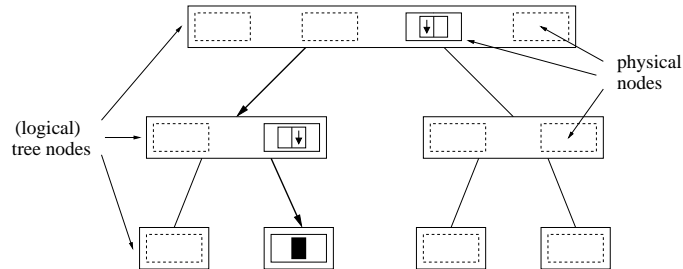 physical
nodes
(logical)
tree nodes